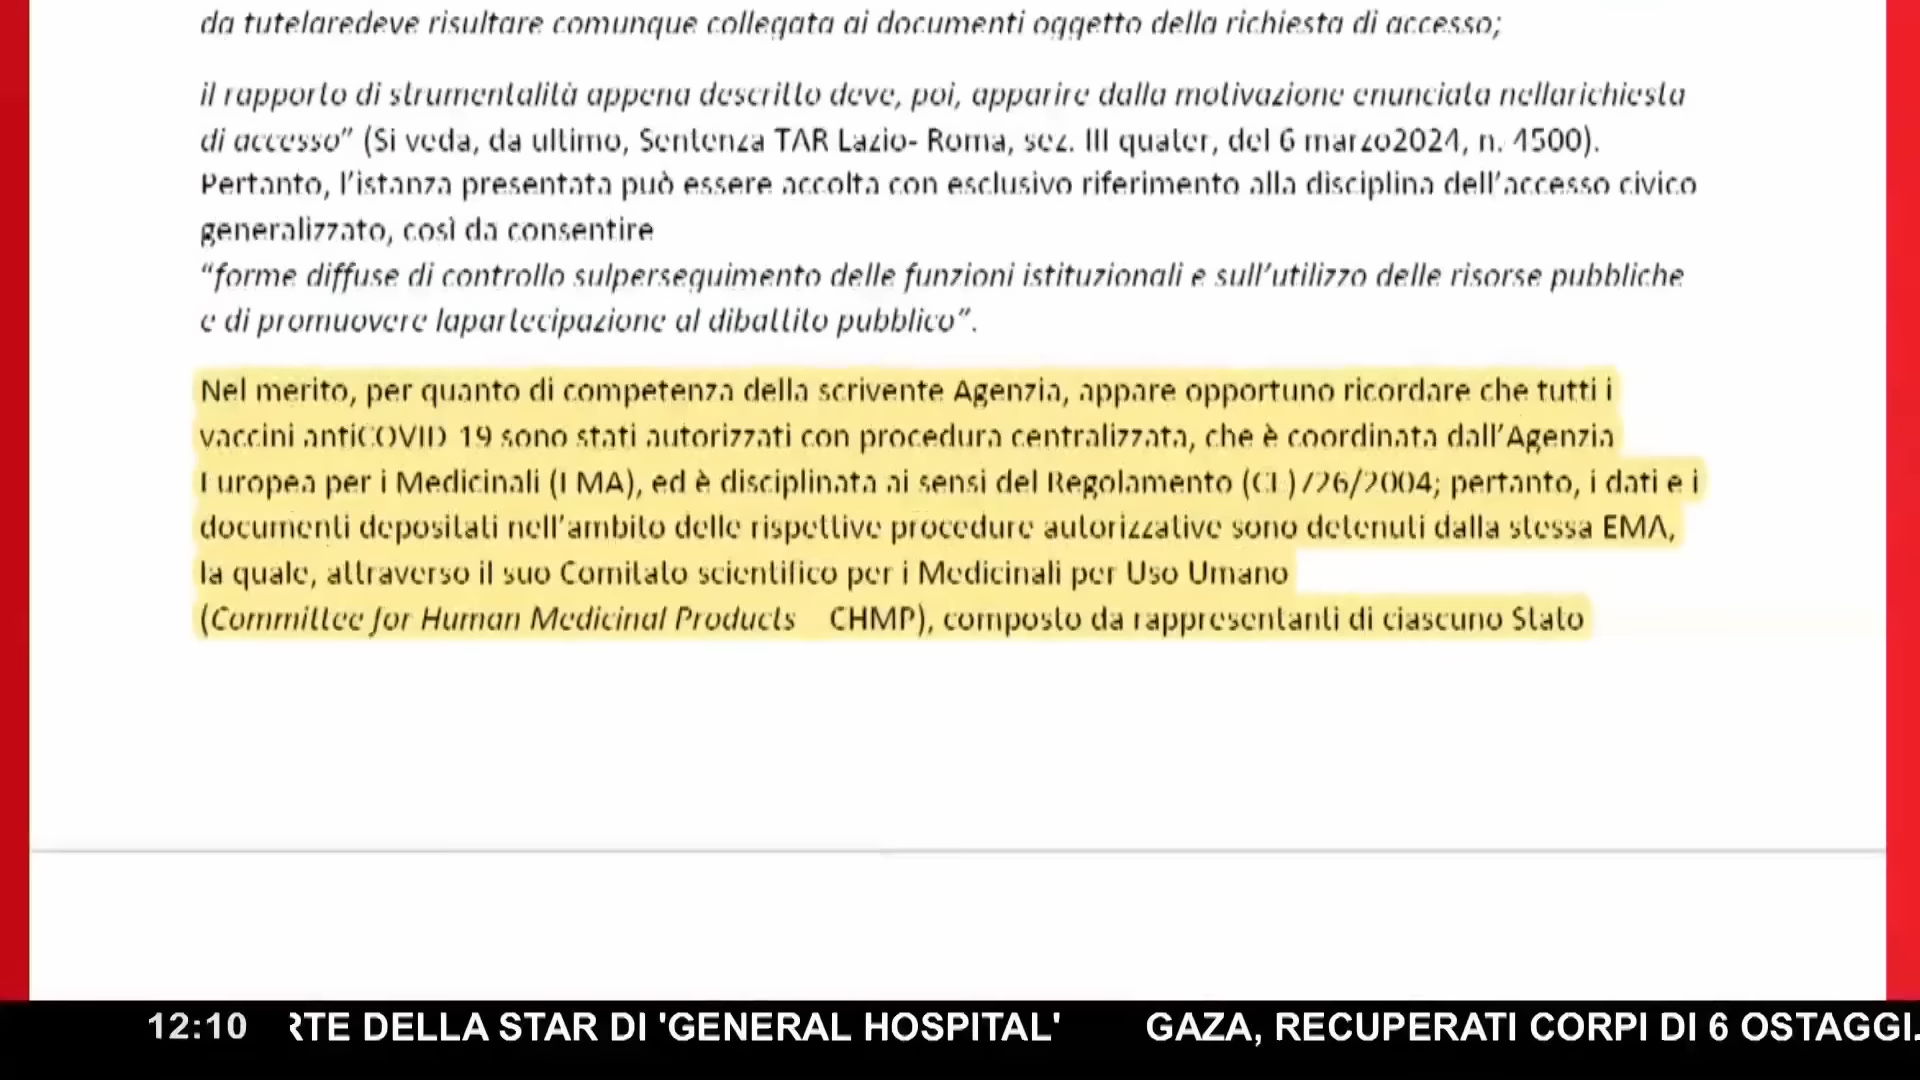 da tutelaredeve risultare comunque collegata ai documenti oggetto della richiesta di accesso;
il rapporto di strumentalità appena descritto deve, poi, apparire dalla motivazione enunciata nellarichiesta
di accesso” (Si veda, da ultimo, Sentenza TAR Lazio- Roma, sez. III quater, del 6 marzo2024, n. 4500).
Pertanto, l’istanza presentata può essere accolta con esclusivo riferimento alla disciplina dell’accesso civico
generalizzato, così da consentire
“forme diffuse di controllo sulperseguimento delle funzioni istituzionali e sull’utilizzo delle risorse pubbliche
e di promuovere lapartecipazione al dibattito pubblico”.
Nel merito, per quanto di competenza della scrivente Agenzia, appare opportuno ricordare che tutti i
vaccini antiCOVID 19 sono stati autorizzati con procedura centralizzata, che è coordinata dall’Agenzia
Europea per i Medicinali (EMA), ed è disciplinata ai sensi del Regolamento (CE) 726/2004; pertanto, i dati e i
documenti depositati nell’ambito delle rispettive procedure autorizzative sono detenuti dalla stessa EMA,
la quale, attraverso il suo Comitato scientifico per i Medicinali per Uso Umano
(Committee for Human Medicinal Products CHMP), composto da rappresentanti di ciascuno Stato
12:10 RTE DELLA STAR DI 'GENERAL HOSPITAL' GAZA, RECUPERATI CORPI DI 6 OSTAGGI.